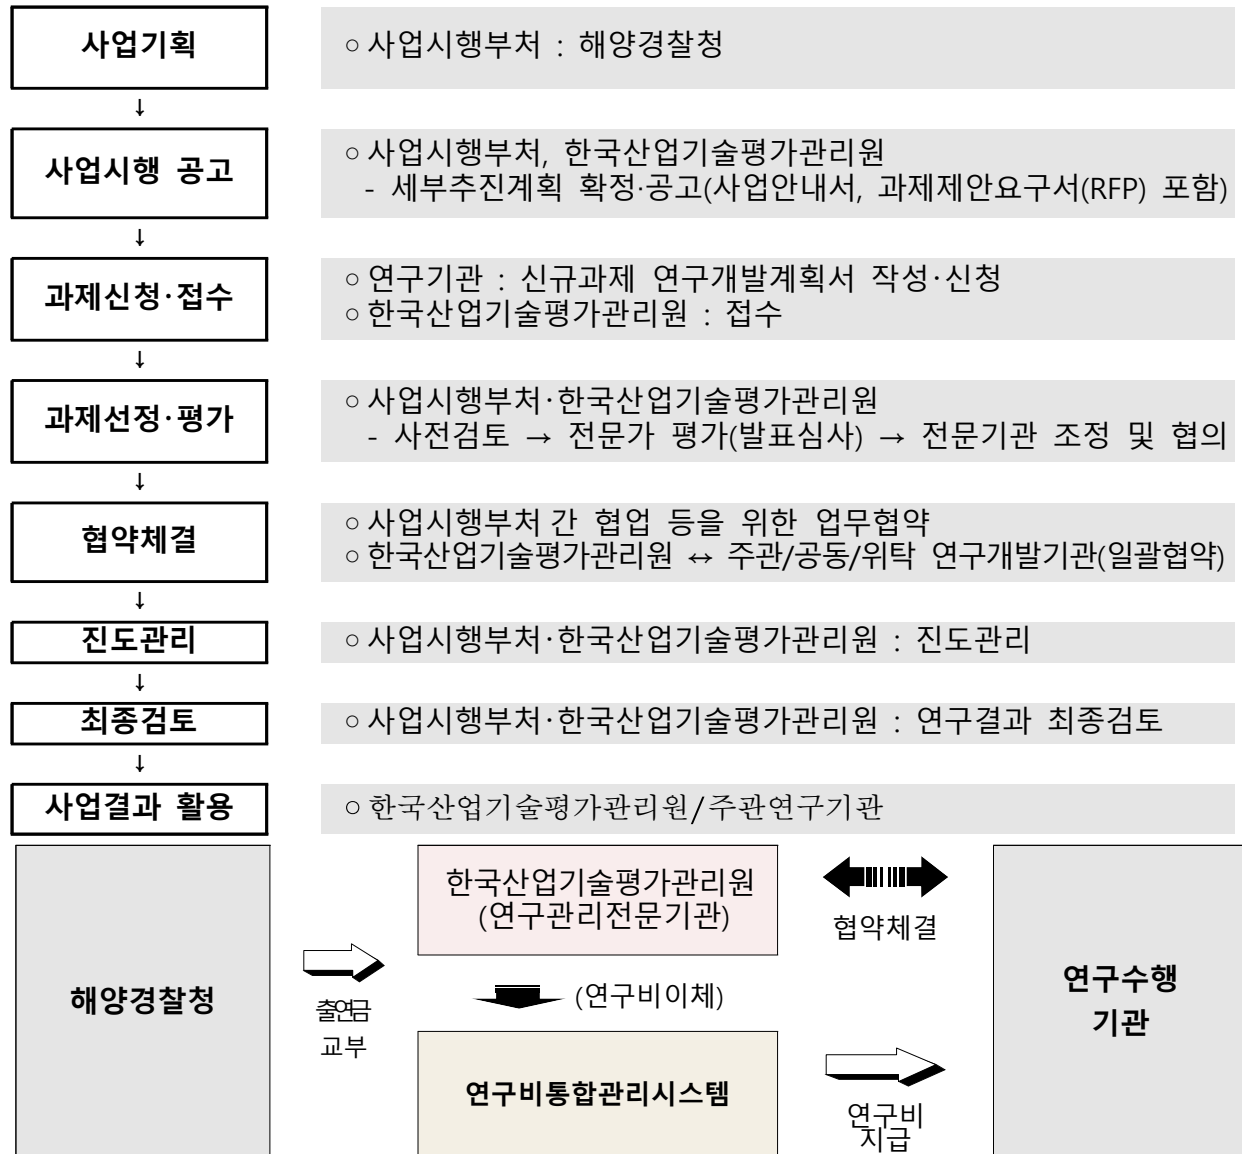 사업기획
○ 사업시행부처 : 해양경찰청
↓
사업시행 공고
○ 사업시행부처, 한국산업기술평가관리원
- 세부추진계획 확정·공고(사업안내서, 과제제안요구서(RFP) 포함)
↓
과제신청·접수
○ 연구기관 : 신규과제 연구개발계획서 작성·신청
○ 한국산업기술평가관리원 : 접수
↓
과제선정·평가
○ 사업시행부처·한국산업기술평가관리원
- 사전검토 → 전문가 평가(발표심사) → 전문기관 조정 및 협의
↓
협약체결
○ 사업시행부처 간 협업 등을 위한 업무협약
○ 한국산업기술평가관리원 ↔ 주관/공동/위탁 연구개발기관(일괄협약)
↓
진도관리
○ 사업시행부처·한국산업기술평가관리원 : 진도관리
↓
최종검토
○ 사업시행부처·한국산업기술평가관리원 : 연구결과 최종검토
↓
사업결과 활용
○ 한국산업기술평가관리원/주관연구기관
해양경찰청
출연금
교부
한국산업기술평가관리원
(연구관리전문기관)
(연구비이체)
연구비통합관리시스템
협약체결
연구비
지급
연구수행
기관